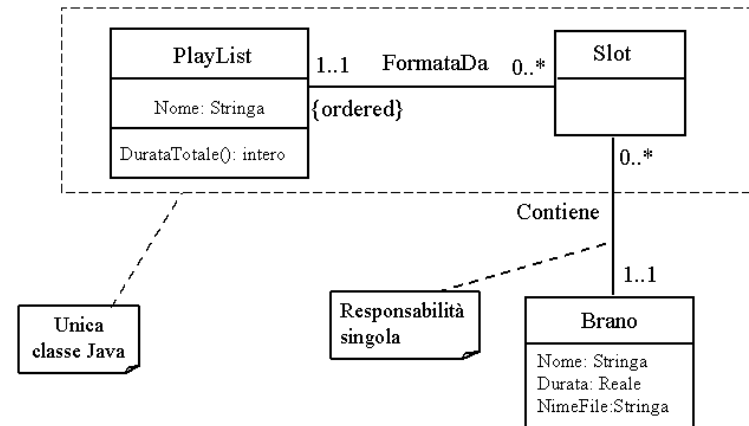 PlayList
1..1
FormataDa
0..*
Slot
Nome: Stringa
{ordered}
DurataTotale(): intero
0..*
Contiene
1..1
Unica
classe Java
Responsabilità
singola
Brano
Nome: Stringa
Durata: Reale
NimeFile:Stringa